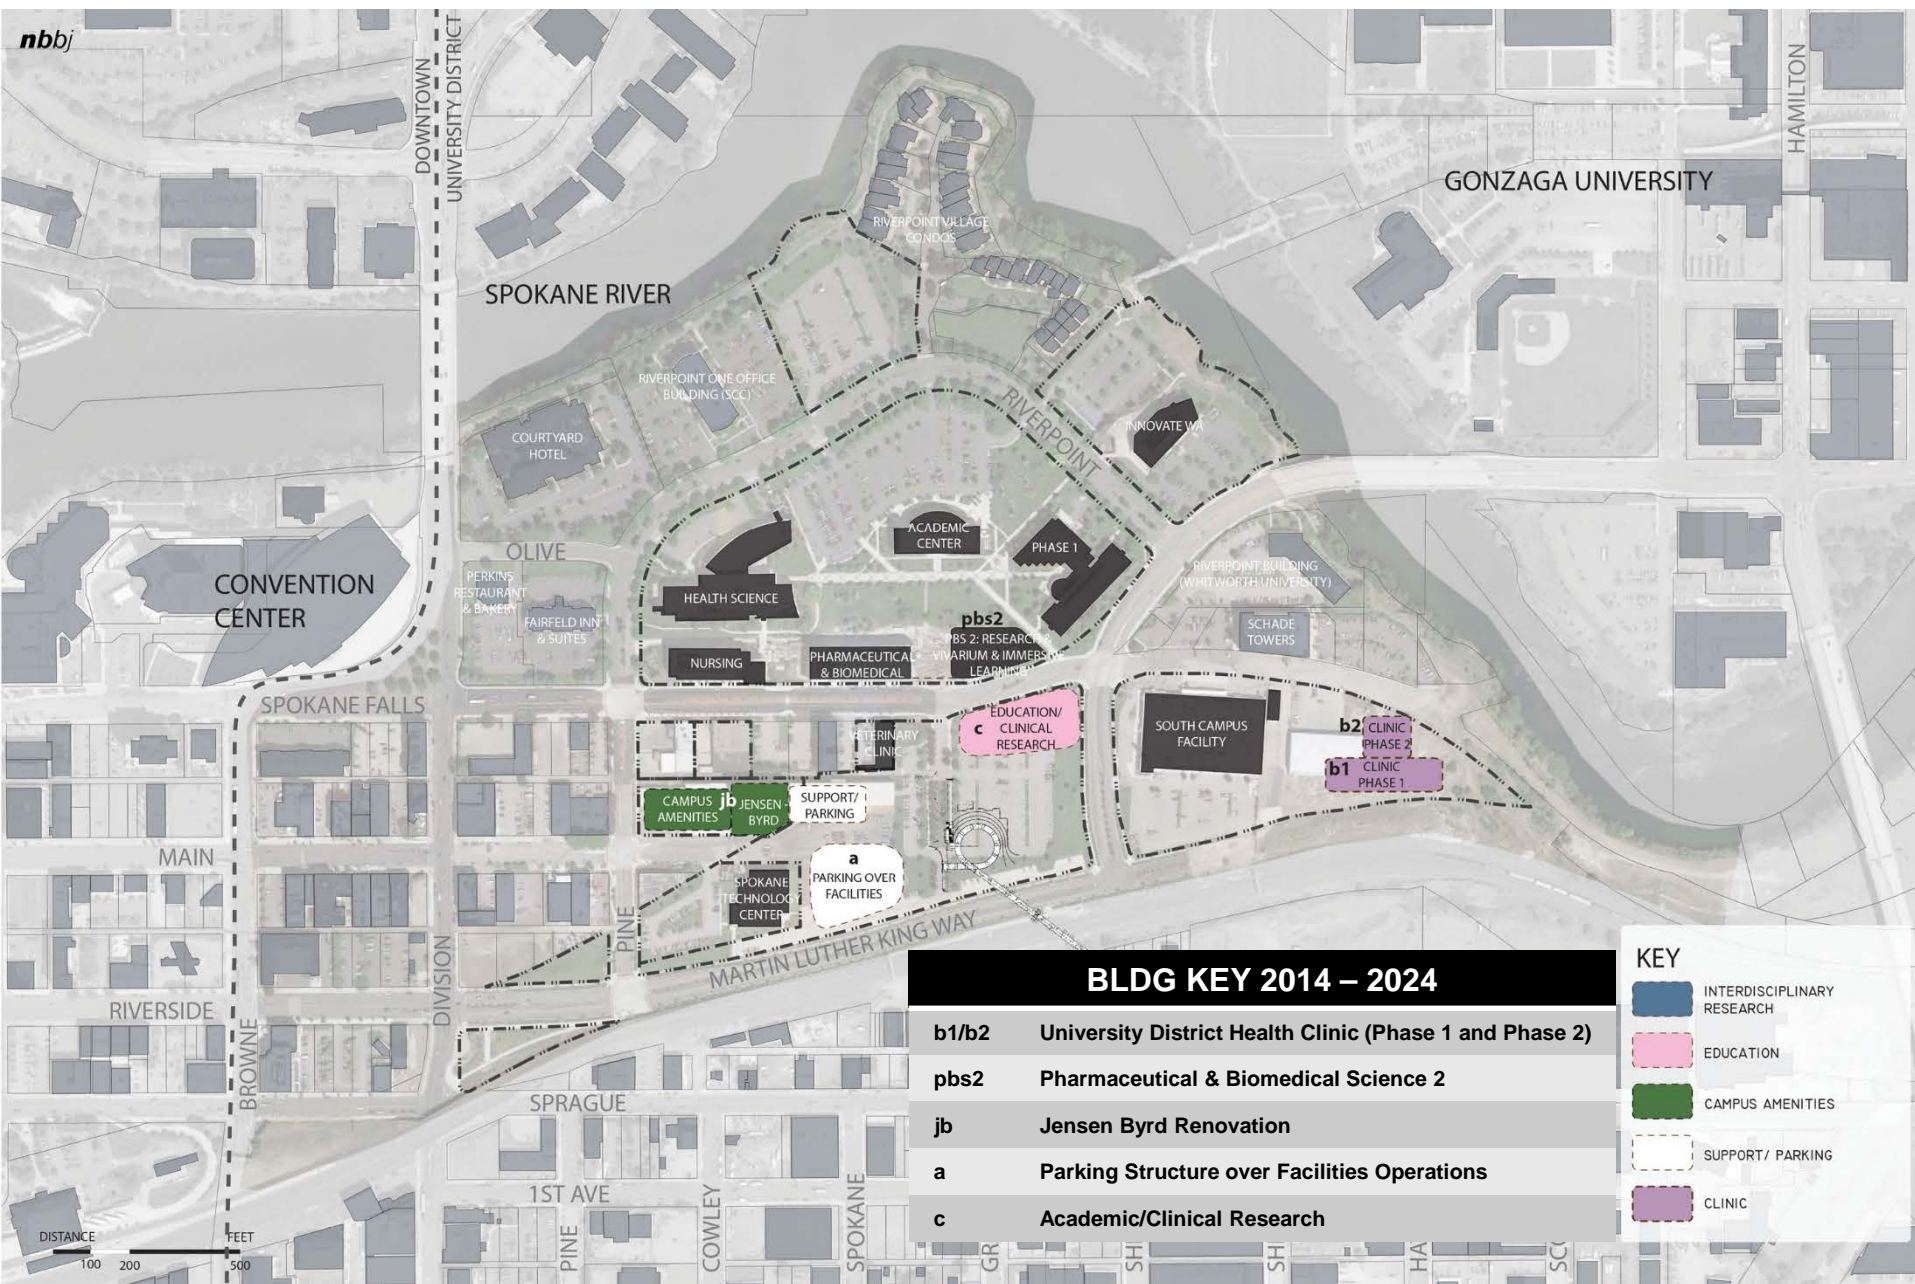 nbbj
DOWNTOWN
UNIVERSITY DISTRICT
HAMILTON
GONZAGA UNIVERSITY
RIVERPOINT VILLAGE
CONDOS
SPOKANE RIVER
RIVERPOINT ONE OFFICE
BUILDING (SCC)
RIVERPOINT
INNOVATE WA
COURTYARD
HOTEL
ACADEMIC
CENTER
PHASE 1
OLIVE
CONVENTION
CENTER
PERKINS
RESTAURANT
& BAKERY
FAIRFELD INN
& SUITES
HEALTH SCIENCE
RIVERPOINT BUILDING
(WHITWORTH UNIVERSITY)
SCHADE
TOWERS
pbs2
PBS 2: RESEARCH &
VIVARIUM & IMMERSIVE
LEARNING
NURSING
PHARMACEUTICAL
& BIOMEDICAL
SPOKANE FALLS
VETERINARY
CLINIC
c
EDUCATION/
CLINICAL
RESEARCH
SOUTH CAMPUS
FACILITY
b2
CLINIC
PHASE 2
b1
CLINIC
PHASE 1
CAMPUS
AMENITIES
jb
JENSEN -
BYRD
SUPPORT/
PARKING
MAIN
a
PARKING OVER
FACILITIES
SPOKANE
TECHNOLOGY
CENTER
PINE
MARTIN LUTHER KING WAY
DIVISION
RIVERSIDE
BROWNE
SPRAGUE
1ST AVE
PINE
COWLEY
SPOKANE
GR
SH
SH
HA
SCO
BLDG KEY 2014 – 2024
b1/b2 University District Health Clinic (Phase 1 and Phase 2)
pbs2 Pharmaceutical & Biomedical Science 2
jb Jensen Byrd Renovation
a Parking Structure over Facilities Operations
c Academic/Clinical Research
KEY
INTERDISCIPLINARY
RESEARCH
EDUCATION
CAMPUS AMENITIES
SUPPORT/ PARKING
CLINIC
DISTANCE FEET
100 200 500